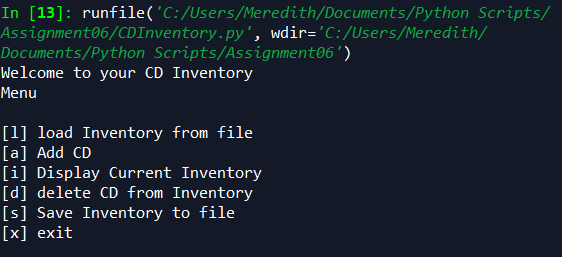 In [13]: runfile('C:/Users/Meredith/Documents/Python Scripts/
Assignment06/CDInventory.py', wdir='C:/Users/Meredith/
Documents/Python Scripts/Assignment06')
Welcome to your CD Inventory
Menu
[l] load Inventory from file
[a] Add CD
[i] Display Current Inventory
[d] delete CD from Inventory
[s] Save Inventory to file
[x] exit